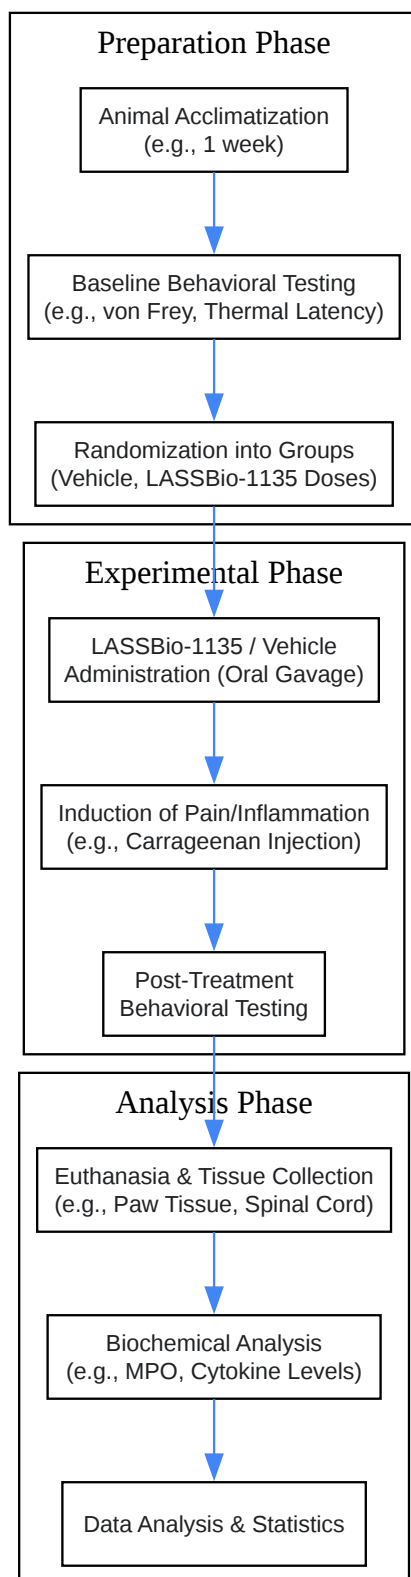 Preparation Phase
Animal Acclimatization
(e.g., 1 week)
Baseline Behavioral Testing
(e.g., von Frey, Thermal Latency)
Randomization into Groups
(Vehicle, LASSBio-1135 Doses)
Experimental Phase
LASSBio-1135 / Vehicle
Administration (Oral Gavage)
Induction of Pain/Inflammation
(e.g., Carrageenan Injection)
Post-Treatment
Behavioral Testing
Analysis Phase
Euthanasia & Tissue Collection
(e.g., Paw Tissue, Spinal Cord)
Biochemical Analysis
(e.g., MPO, Cytokine Levels)
Data Analysis & Statistics